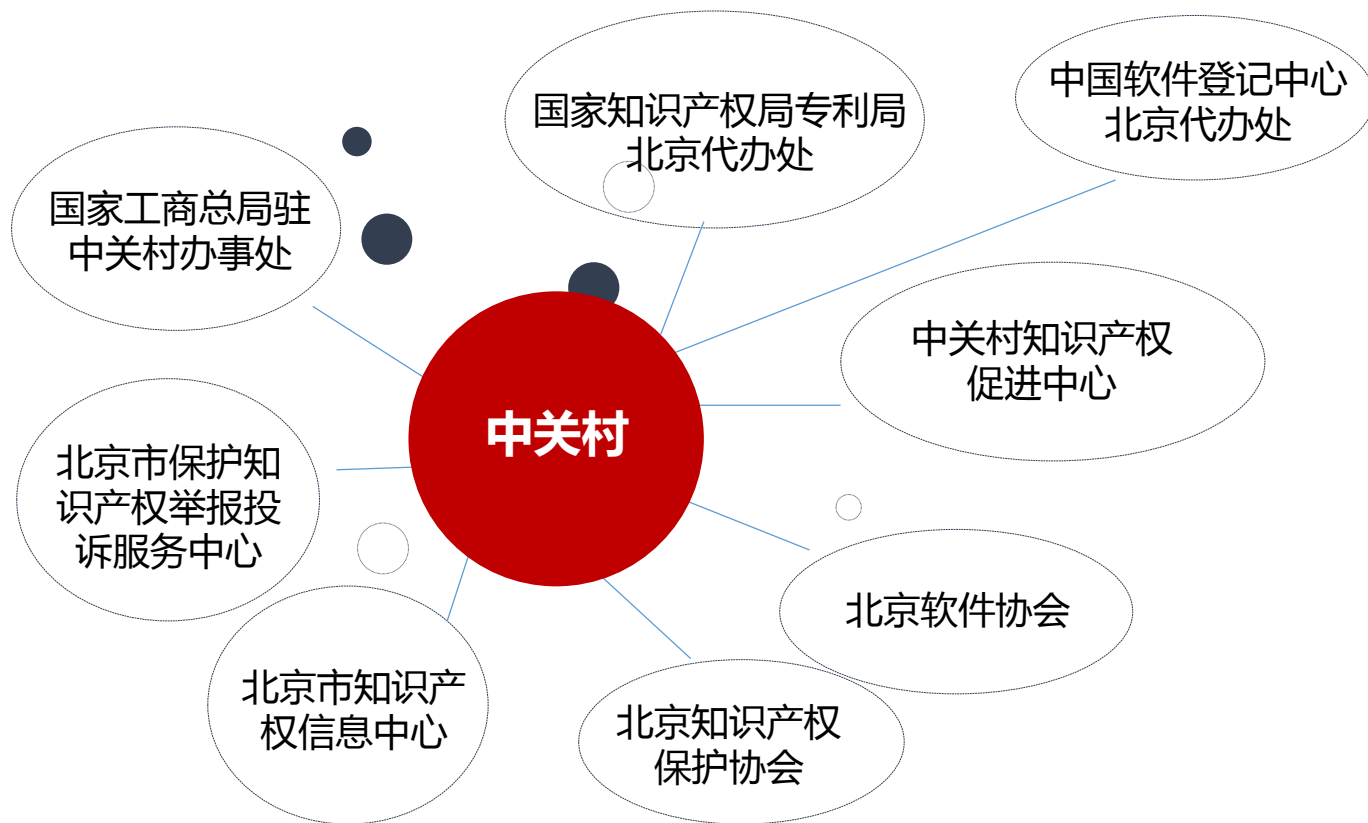 国家知识产权局专利局
北京代办处
中国软件登记中心
北京代办处
国家工商总局驻
中关村办事处
中关村知识产权
促进中心
中关村
北京市保护知
识产权举报投
诉服务中心
北京软件协会
北京市知识产
权信息中心
北京知识产权
保护协会